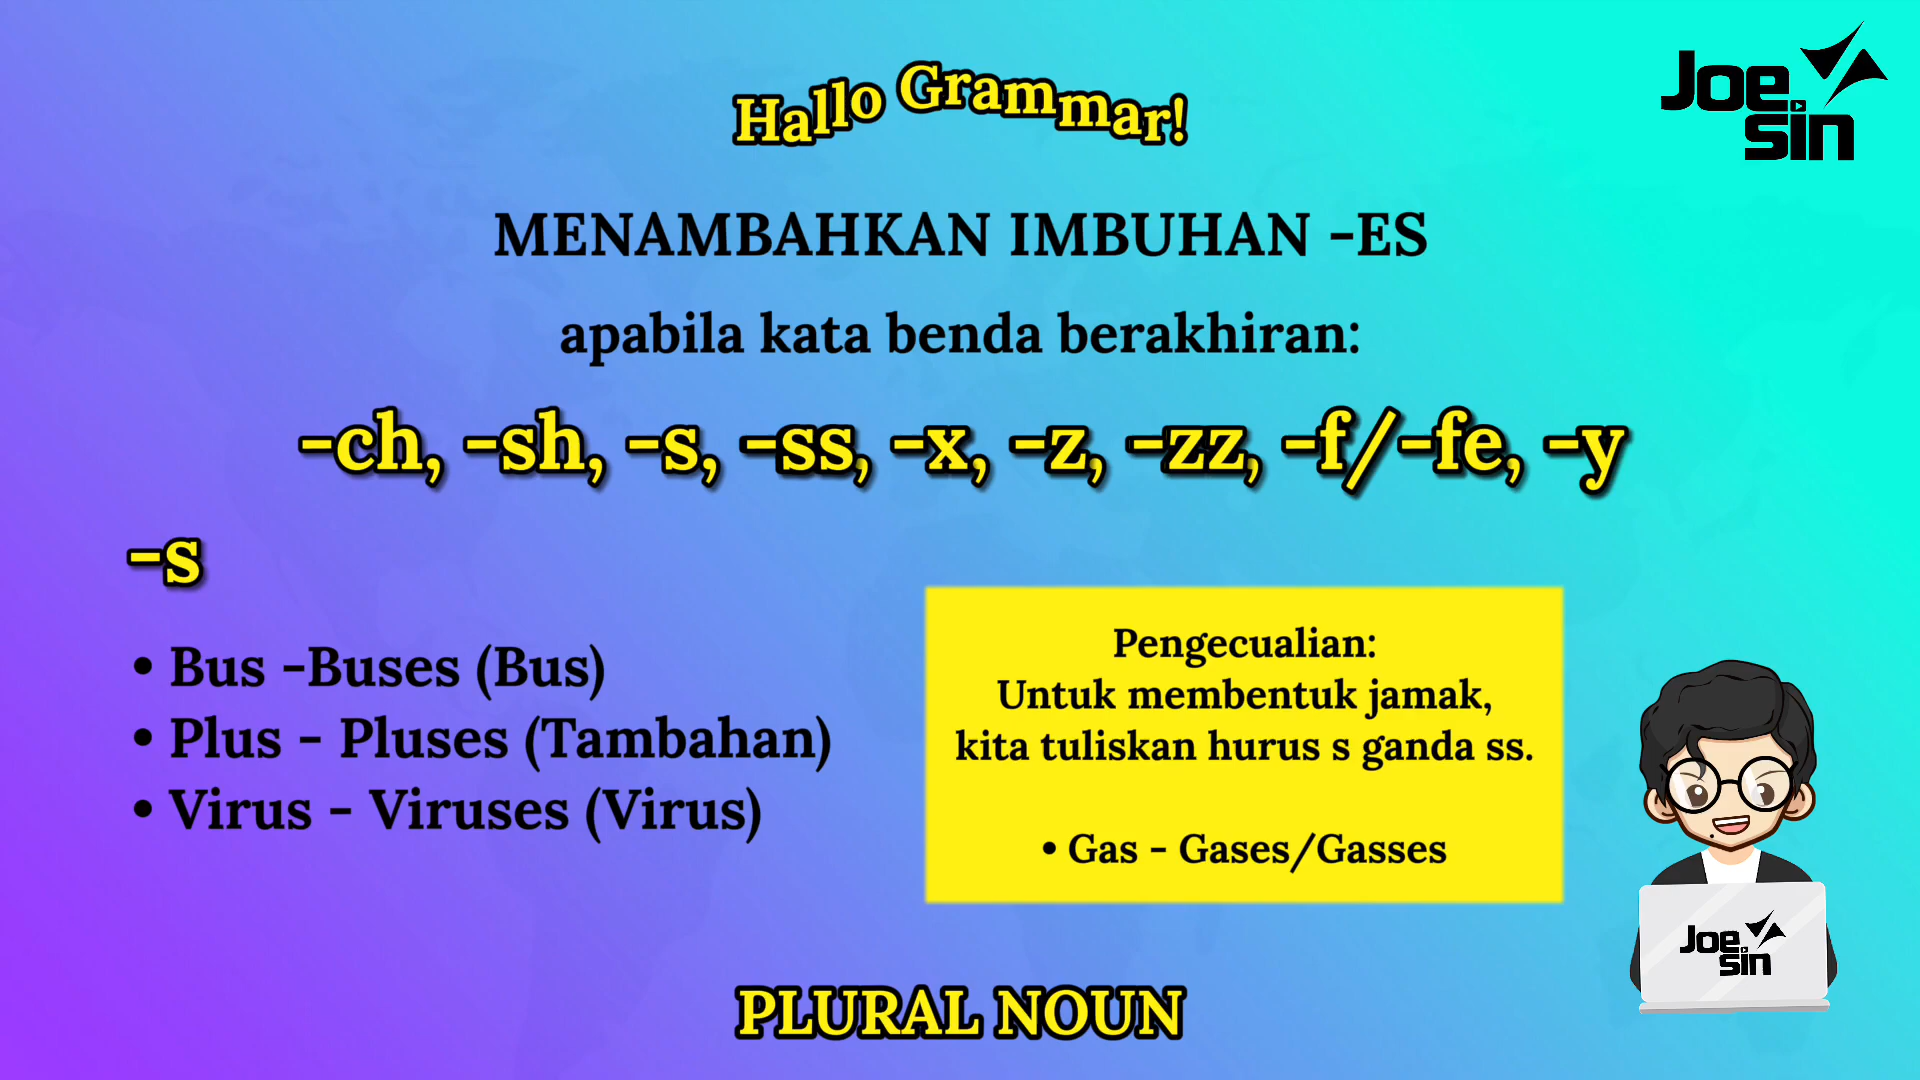 Hallo Grammar!
Joe
sin
MENAMBAHKAN IMBUHAN -ES
apabila kata benda berakhiran:
-ch, -sh, -s, -ss, -x, -z, -zz, -f/-fe, -y
-s
• Bus -Buses (Bus)
• Plus - Pluses (Tambahan)
• Virus - Viruses (Virus)
Pengecualian:
Untuk membentuk jamak,
kita tuliskan hurus s ganda ss.
• Gas - Gases/Gasses
Joe
sin
PLURAL NOUN